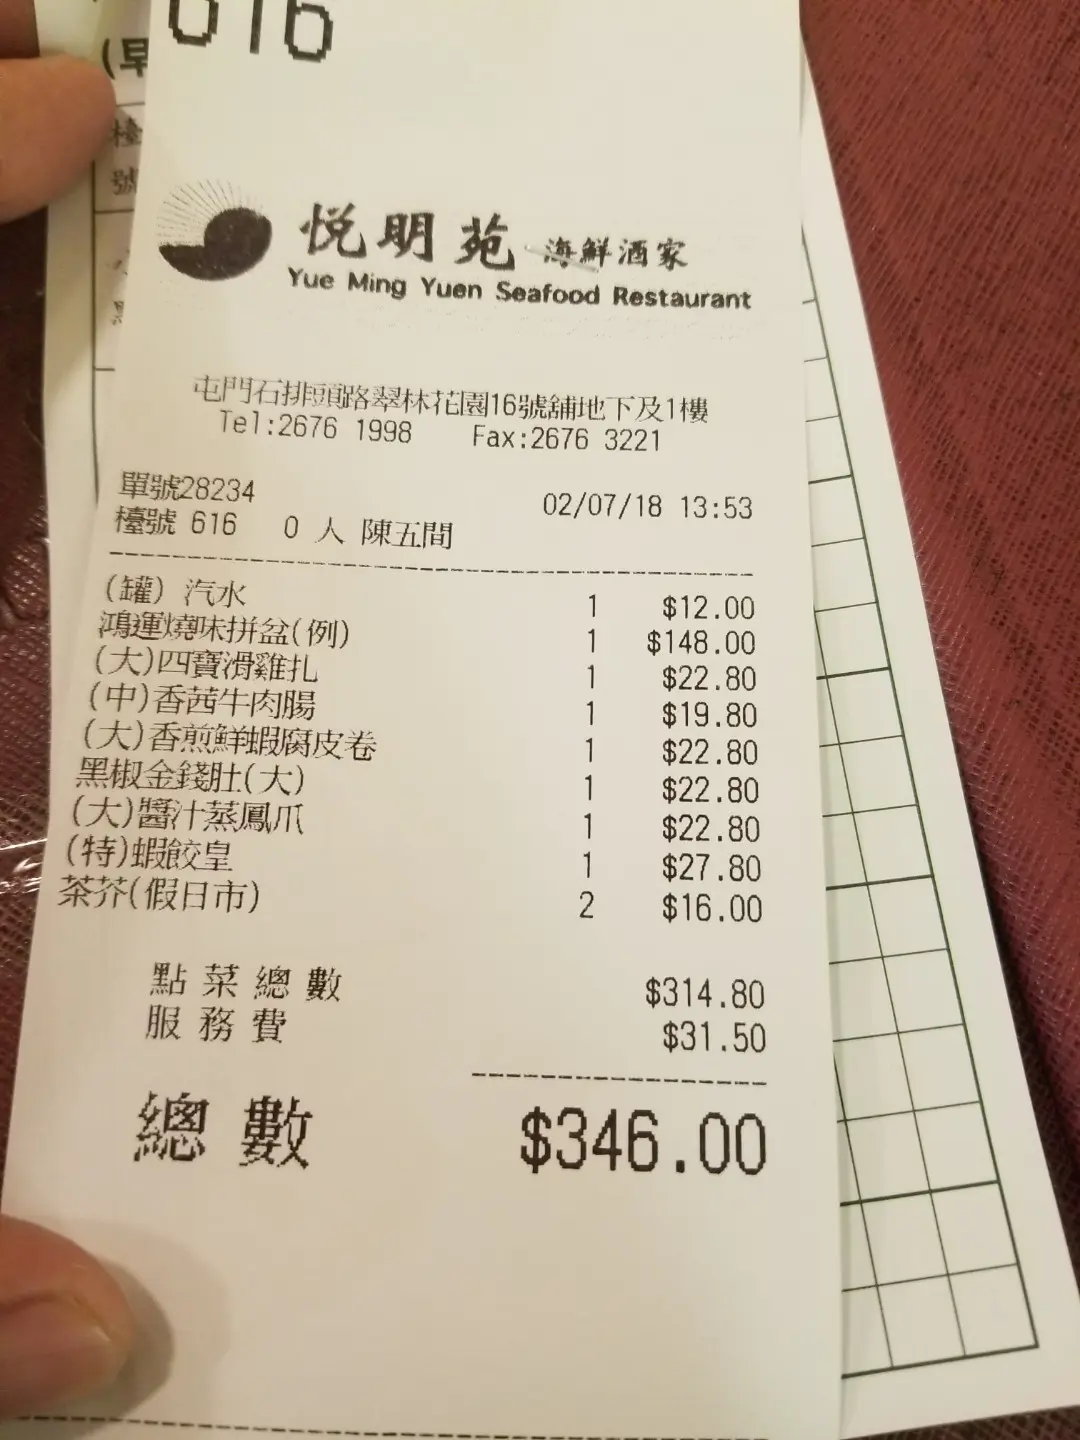 616
悦明苑 海鮮酒家
Yue Ming Yuen Seafood Restaurant
屯門石排頭路翠林花園16號舖地下及1樓
Tel:2676 1998 Fax:2676 3221
單號28234 02/07/18 13:53
檯號 616 0 人 陳五間
(罐) 汽水 1 $12.00
鴻運燒味拼盆(例) 1 $148.00
(大)四寶滑雞扎 1 $22.80
(中)香茜牛肉腸 1 $19.80
(大)香煎鮮蝦腐皮卷 1 $22.80
黑椒金錢肚(大) 1 $22.80
(大)醬汁蒸鳳爪 1 $22.80
(特)蝦餃皇 1 $27.80
茶芥(假日市) 2 $16.00
點菜總數 $314.80
服務費 $31.50
總數 $346.00
(早
檯
號